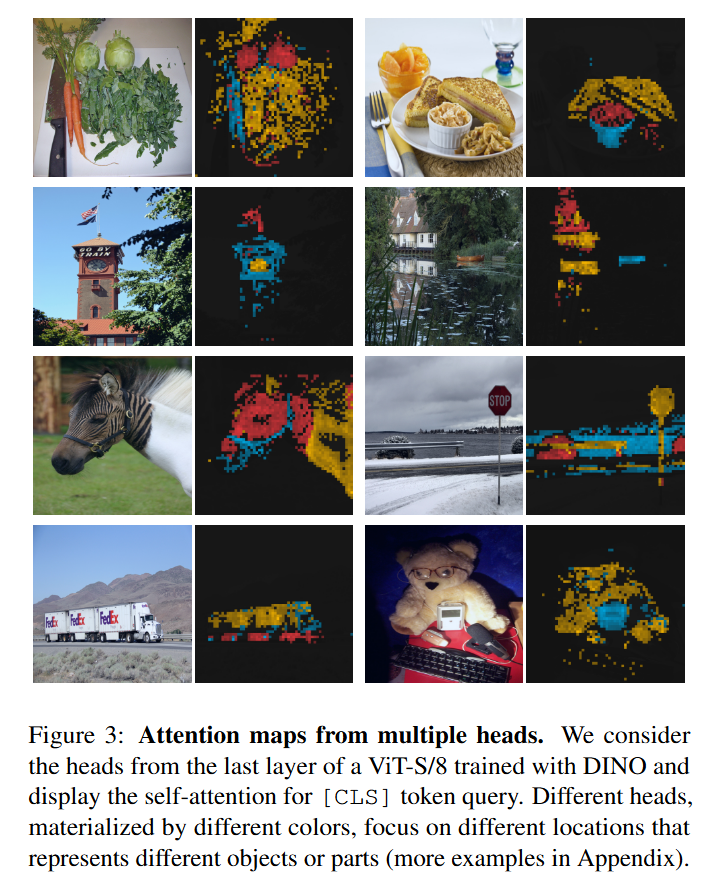 GO BY
TRAIN
STOP
FedEx
FedEx
FedEx
Figure 3: Attention maps from multiple heads. We consider
the heads from the last layer of a ViT-S/8 trained with DINO and
display the self-attention for [CLS] token query. Different heads,
materialized by different colors, focus on different locations that
represents different objects or parts (more examples in Appendix).